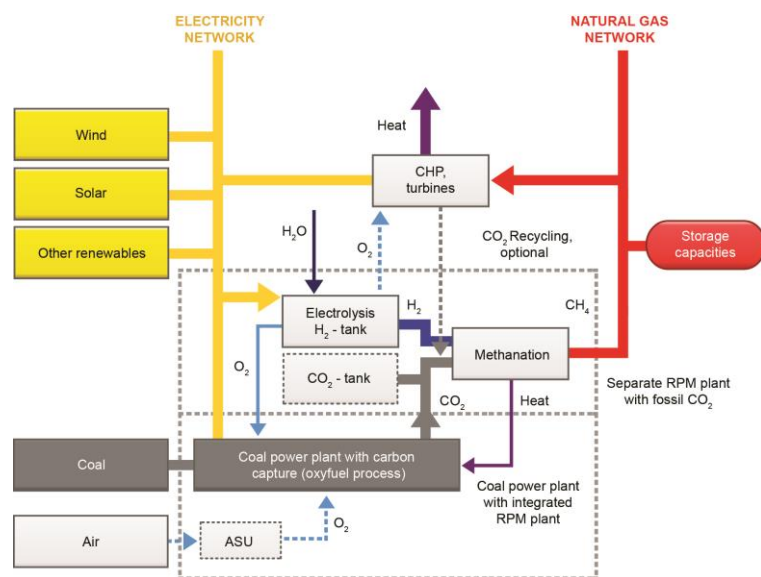 ELECTRICITY
NETWORK
NATURAL GAS
NETWORK
Wind
Heat
CHP,
turbines
Solar
H₂O
O₂
CO₂ Recycling,
optional
Other renewables
Storage
capacities
Electrolysis
H₂ - tank
H₂
CH₄
Methanation
O₂
CO₂ - tank
CO₂
Heat
Separate RPM plant
with fossil CO₂
Coal
Coal power plant with carbon
capture (oxyfuel process)
Coal power plant
with integrated
RPM plant
Air
ASU
O₂